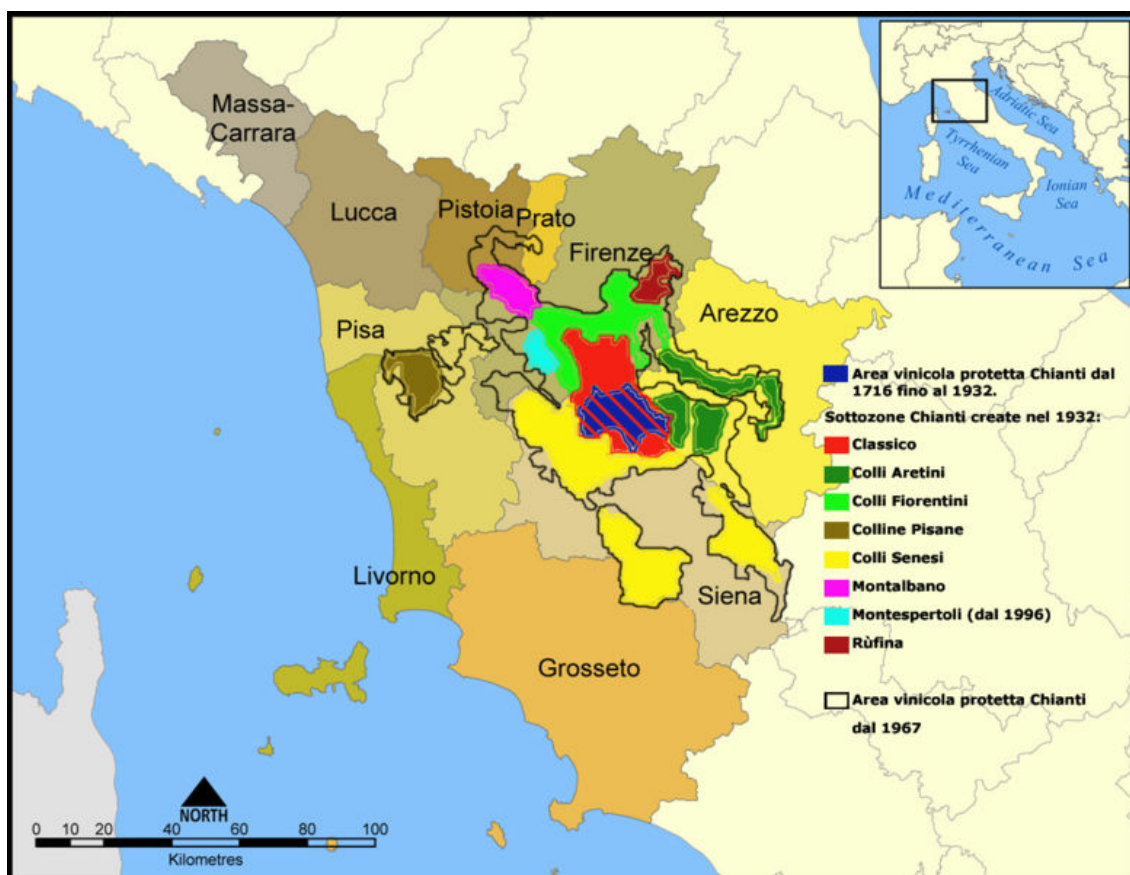 Massa-
Carrara
Lucca
Pistoia
Prato
Firenze
Pisa
Arezzo
Livorno
Siena
Grosseto
Adriatic Sea
Tyrrhenian
Sea
Ionian
Sea
Mediterranean Sea
Area vinicola protetta Chianti dal
1716 fino al 1932.
Sottozone Chianti create nel 1932:
Classico
Colli Aretini
Colli Fiorentini
Colline Pisane
Colli Senesi
Montalbano
Montespertoli (dal 1996)
Rùfina
Area vinicola protetta Chianti
dal 1967
NORTH
0 10 20 40 60 80 100
Kilometres